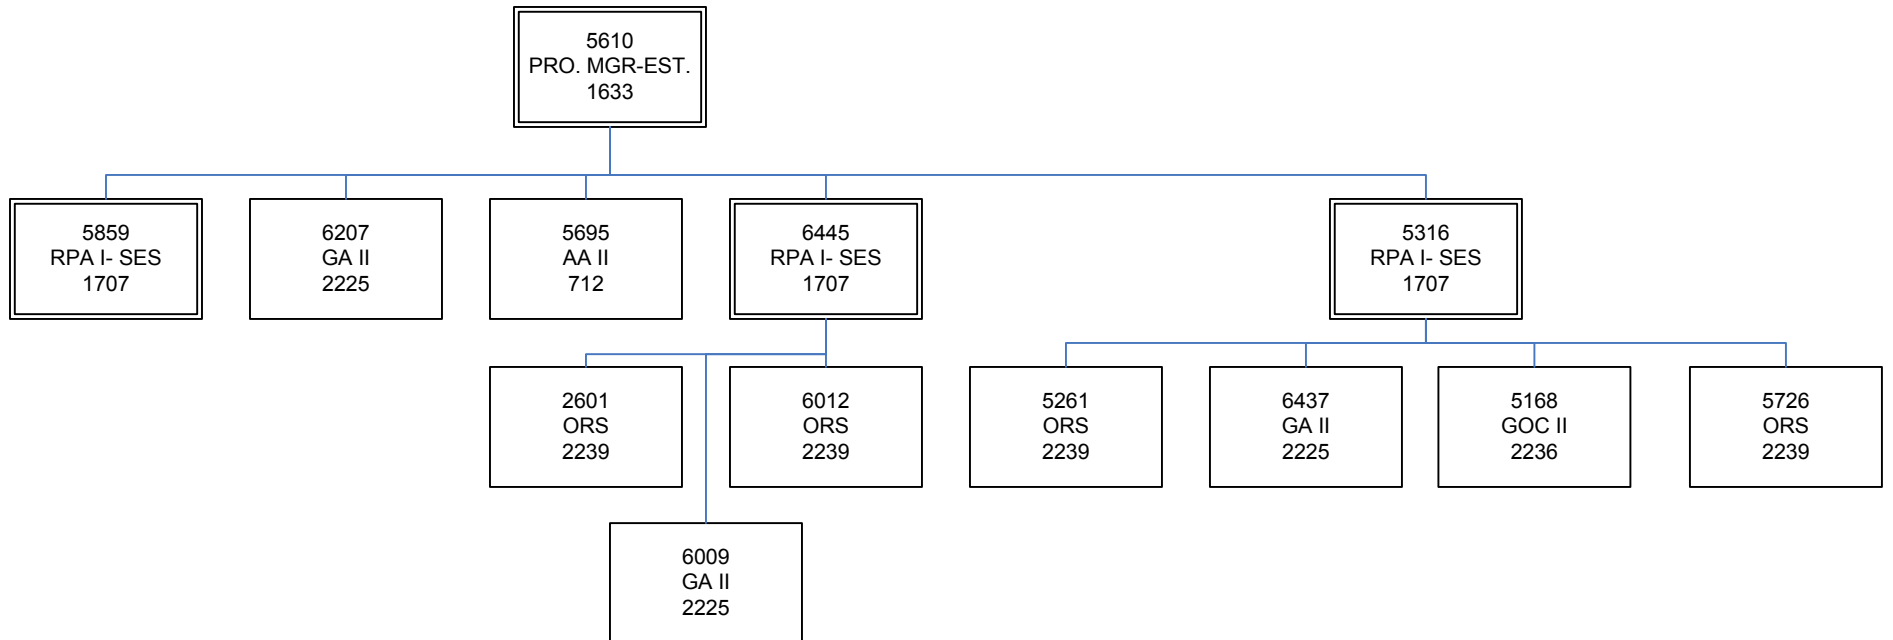 5610
PRO. MGR-EST.
1633
5859
RPA I- SES
1707
6207
GA II
2225
5695
AA II
712
6445
RPA I- SES
1707
5316
RPA I- SES
1707
2601
ORS
2239
6012
ORS
2239
5261
ORS
2239
6437
GA II
2225
5168
GOC II
2236
5726
ORS
2239
6009
GA II
2225